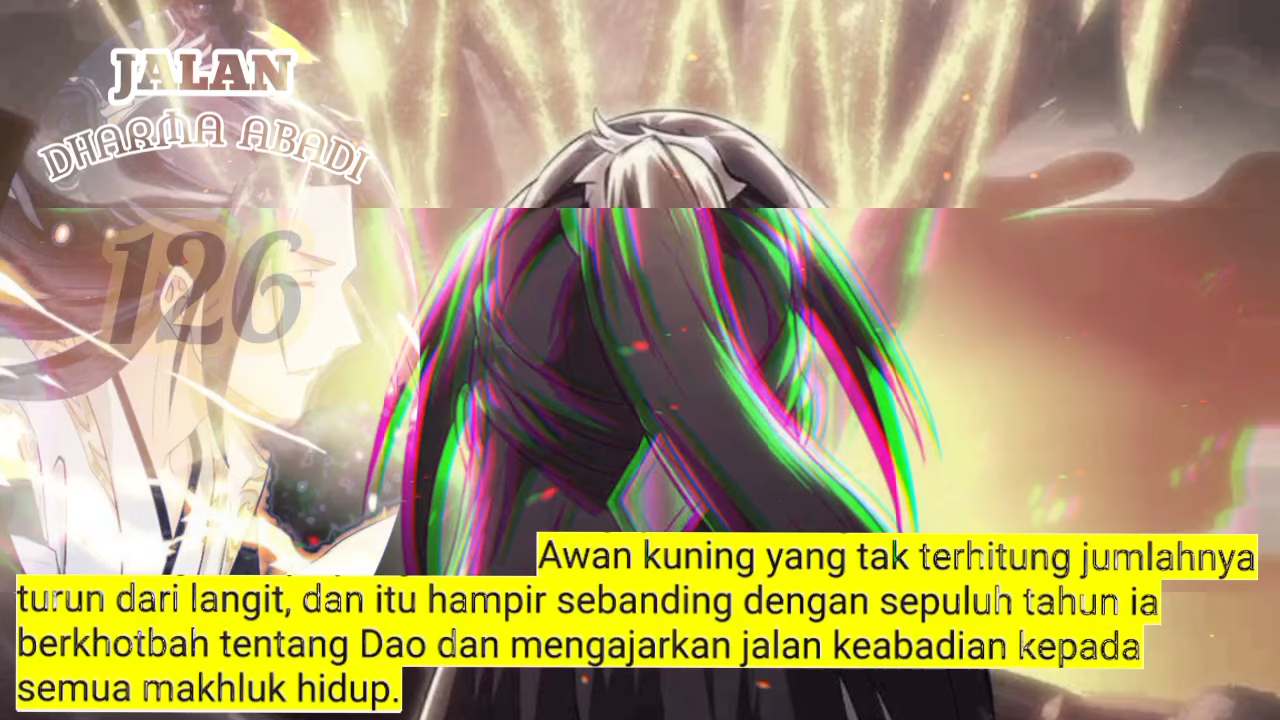 JALAN
DHARMA ABADI
126
Awan kuning yang tak terhitung jumlahnya
turun dari langit, dan itu hampir sebanding dengan sepuluh tahun ia
berkhotbah tentang Dao dan mengajarkan jalan keabadian kepada
semua makhluk hidup.